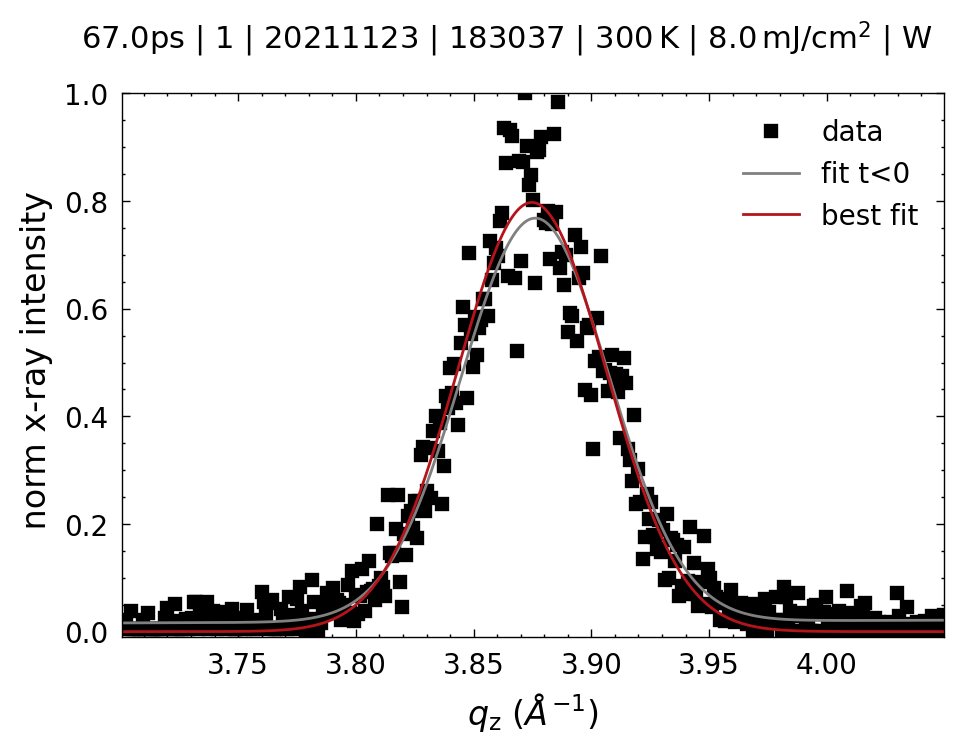 67.0ps | 1 | 20211123 | 183037 | 300 K | 8.0 mJ/cm² | W
1.0
0.8
0.6
0.4
0.2
0.0
norm x-ray intensity
data
fit t<0
best fit
3.75 3.80 3.85 3.90 3.95 4.00
q_z (Å⁻¹)